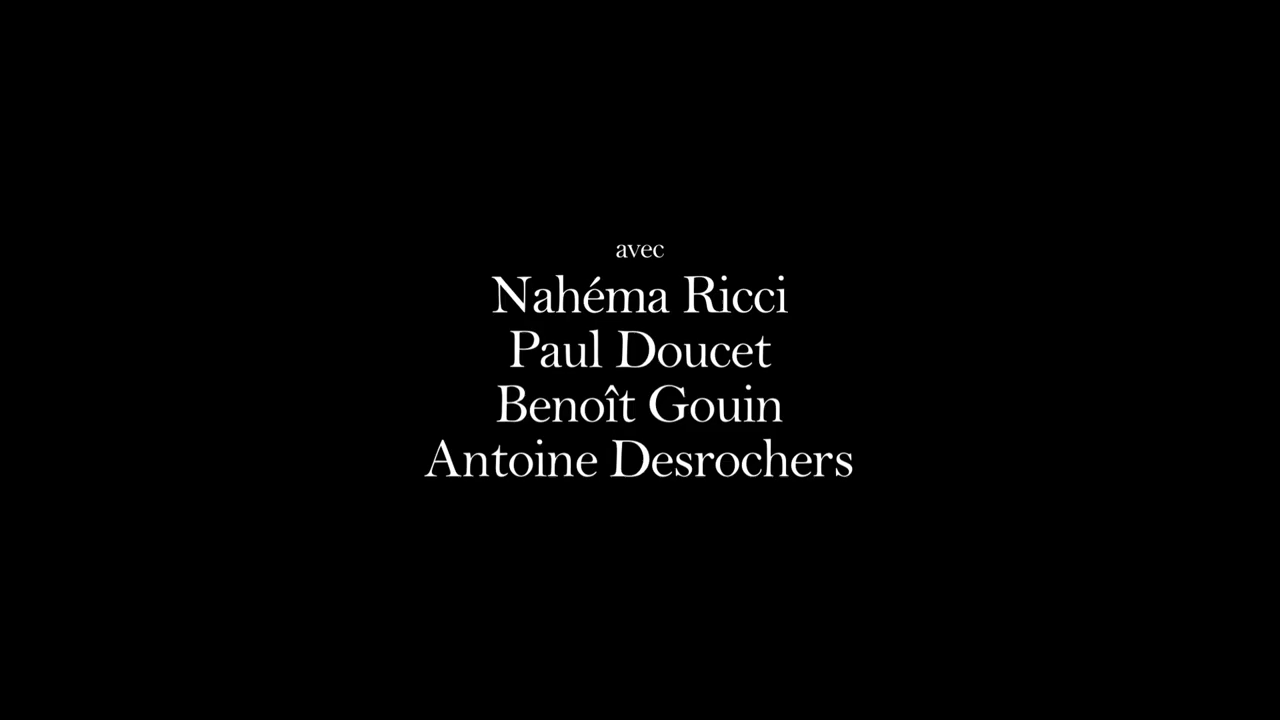 avec
Nahéma Ricci
Paul Doucet
Benoît Gouin
Antoine Desrochers